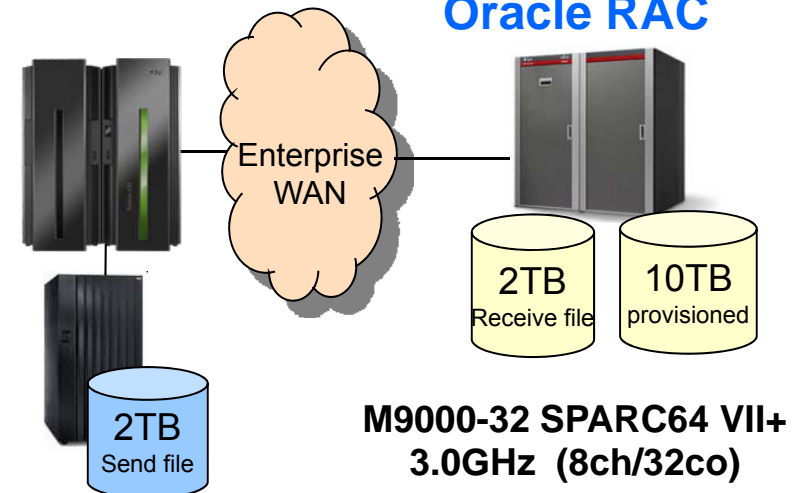 Oracle RAC
Enterprise
WAN
2TB
Receive file
10TB
provisioned
2TB
Send file
M9000-32 SPARC64 VII+
3.0GHz (8ch/32co)